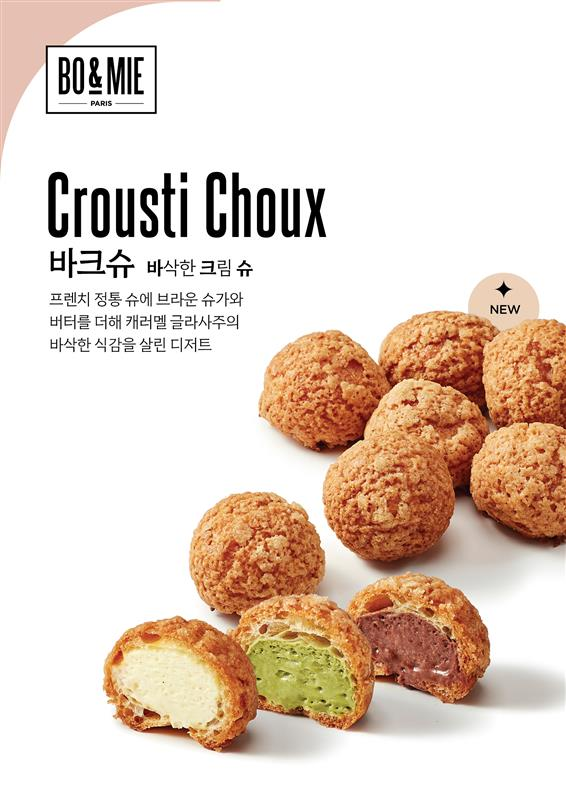 BO&MIE
PARIS
Crousti Choux
바크슈 바삭한 크림 슈
프렌치 정통 슈에 브라운 슈가와
버터를 더해 캐러멜 글라사주의
바삭한 식감을 살린 디저트
NEW